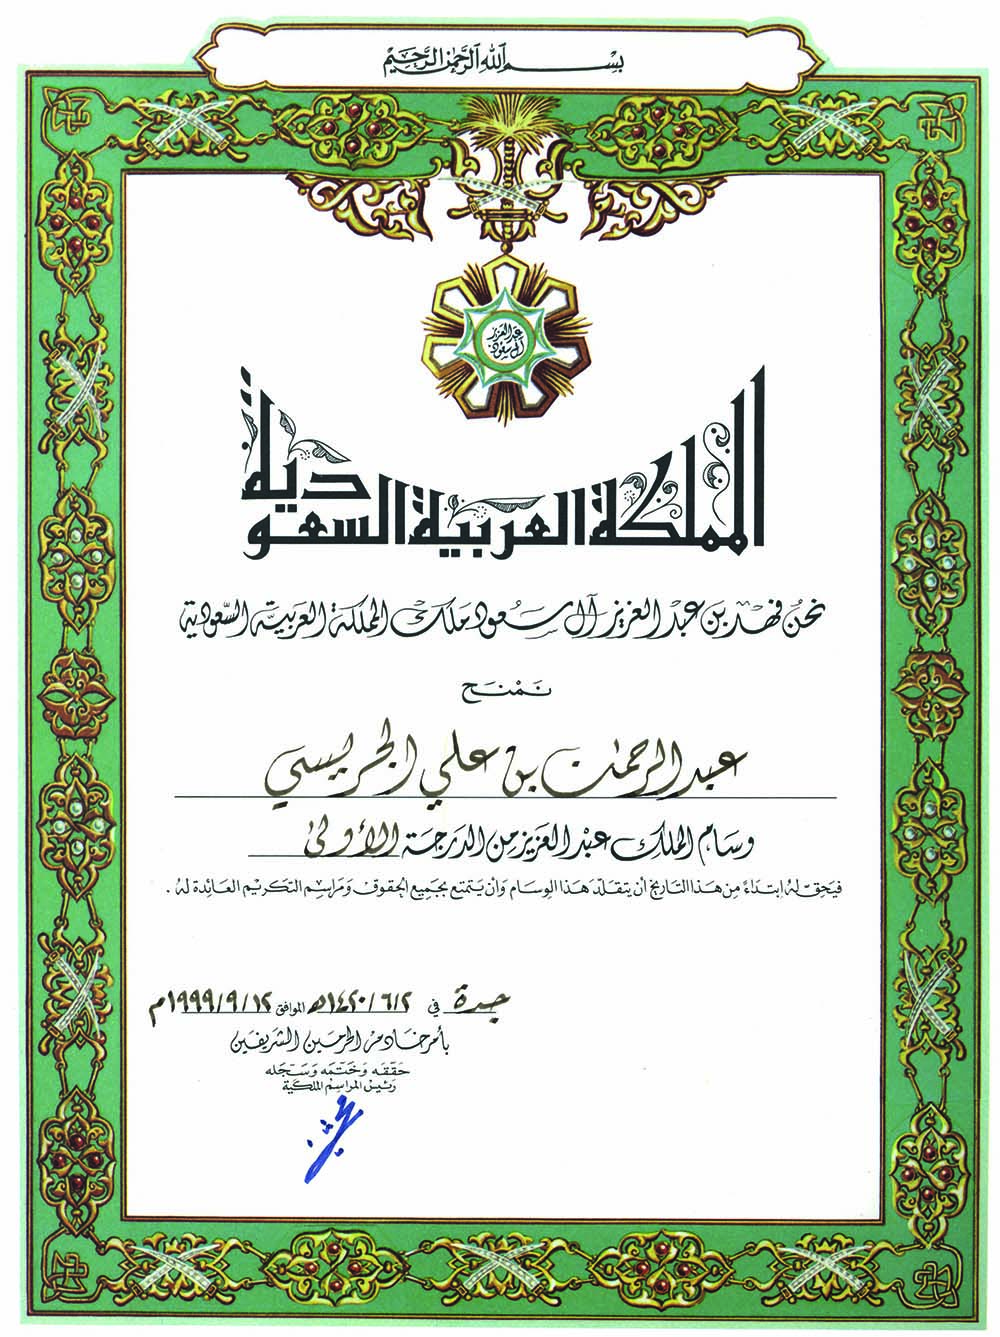 بسم الله الرحمن الرحيم
عبد العزيز
آل سعود
المملكة العربية السعودية
نحن فهد بن عبد العزيز آل سعود ملك المملكة العربية السعودية
نمنح
عبد الرحمن بن علي الجريسي
وسام الملك عبد العزيز من الدرجة الأولى
فيحق له إبتداءً من هذا التاريخ أن يتقلد هذا الوسام وأن يتمتع بجميع الحقوق ومراسم التكريم العائدة له .
جدة في ١٤٢٠/٦/٢هـ الموافق ١٩٩٩/٩/١٢م
بأمر خادم الحرمين الشريفين
حققه وختمه وسجله
رئيس المراسم الملكية